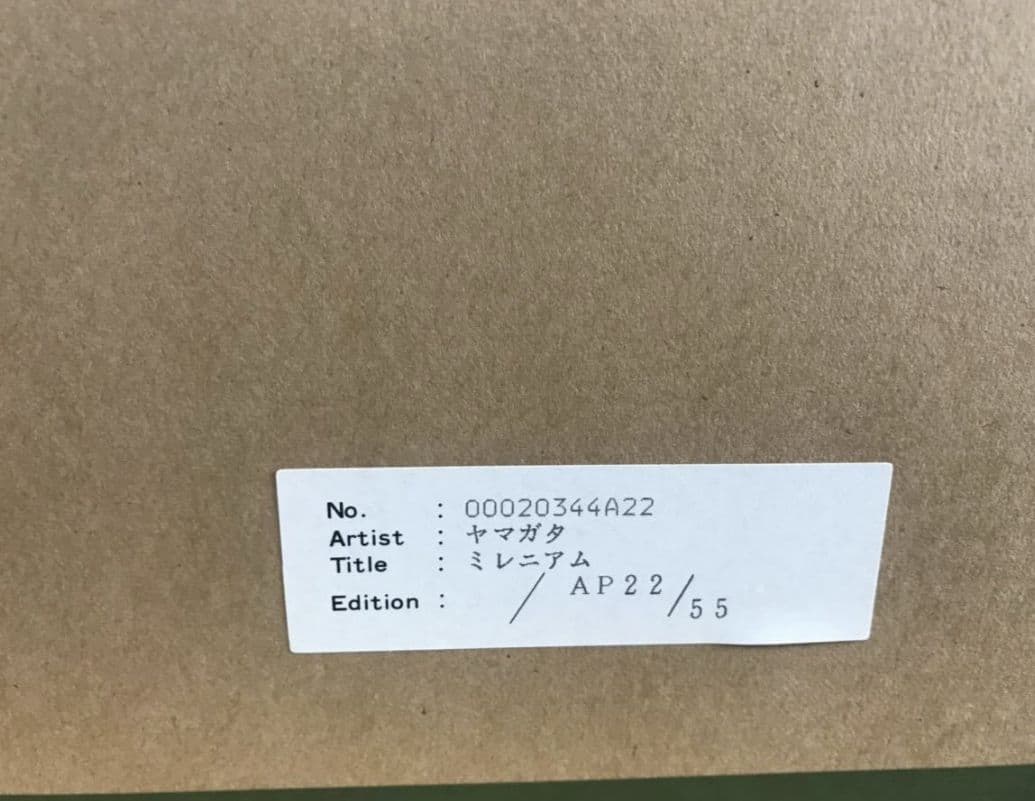 No. : 00020344A22
Artist : ヤマガタ
Title : ミレニアム
Edition : / AP22/55